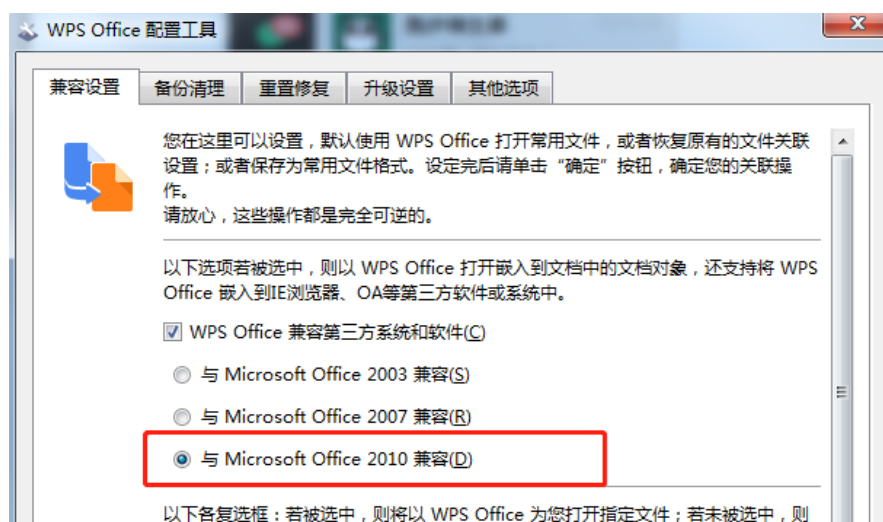 WPS Office 配置工具
兼容设置 备份清理 重置修复 升级设置 其他选项
您在这里可以设置，默认使用 WPS Office 打开常用文件，或者恢复原有的文件关联
设置；或者保存为常用文件格式。设定完后请单击“确定”按钮，确定您的关联操
作。
请放心，这些操作都是完全可逆的。
以下选项若被选中，则以 WPS Office 打开嵌入到文档中的文档对象，还支持将 WPS
Office 嵌入到IE浏览器、OA等第三方软件或系统中。
WPS Office 兼容第三方系统和软件(C)
与 Microsoft Office 2003 兼容(S)
与 Microsoft Office 2007 兼容(R)
与 Microsoft Office 2010 兼容(D)
以下各复选框：若被选中，则将以 WPS Office 为您打开指定文件；若未被选中，则